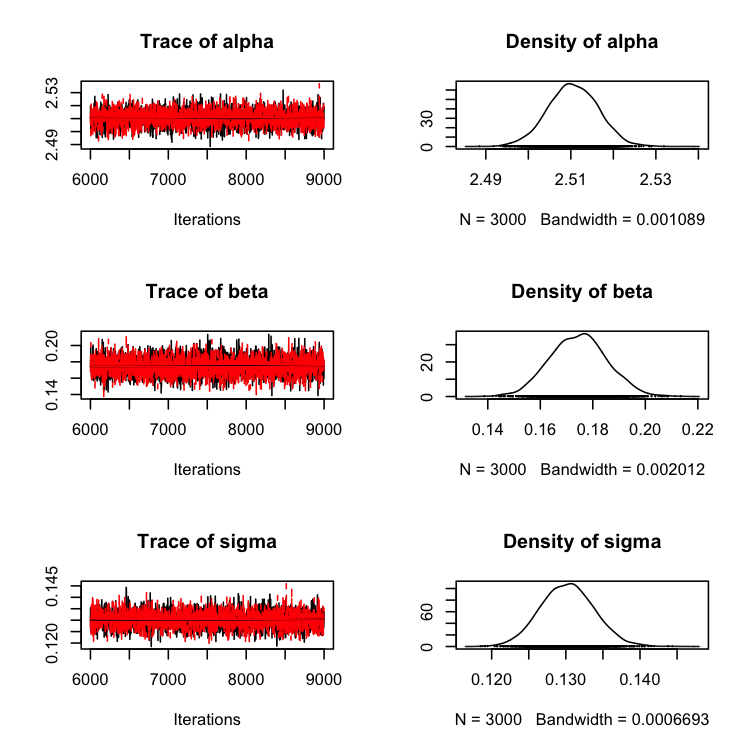 Trace of alpha
2.49 2.53
6000 7000 8000 9000
Iterations
Density of alpha
0 30
2.49 2.51 2.53
N = 3000 Bandwidth = 0.001089
Trace of beta
0.14 0.20
6000 7000 8000 9000
Iterations
Density of beta
0 20
0.14 0.16 0.18 0.20 0.22
N = 3000 Bandwidth = 0.002012
Trace of sigma
0.120 0.145
6000 7000 8000 9000
Iterations
Density of sigma
0 60
0.120 0.130 0.140
N = 3000 Bandwidth = 0.0006693